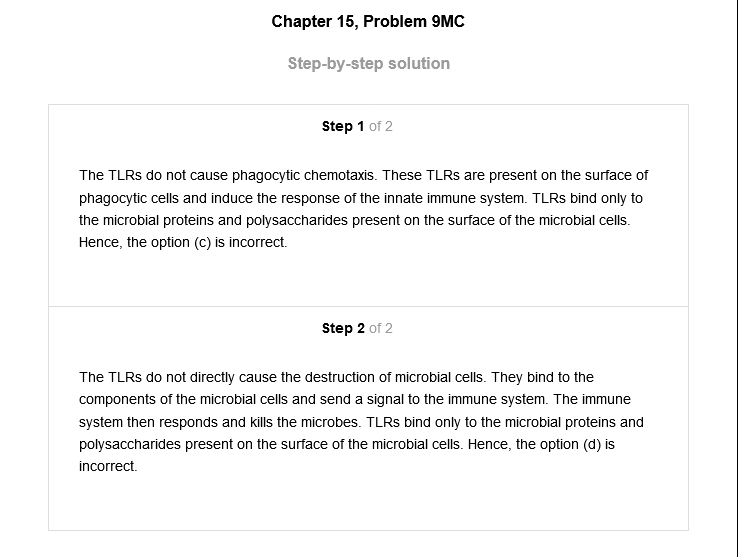 Chapter 15, Problem 9MC
Step-by-step solution
Step 1 of 2
The TLRs do not cause phagocytic chemotaxis. These TLRs are present on the surface of
phagocytic cells and induce the response of the innate immune system. TLRs bind only to
the microbial proteins and polysaccharides present on the surface of the microbial cells.
Hence, the option (c) is incorrect.
Step 2 of 2
The TLRs do not directly cause the destruction of microbial cells. They bind to the
components of the microbial cells and send a signal to the immune system. The immune
system then responds and kills the microbes. TLRs bind only to the microbial proteins and
polysaccharides present on the surface of the microbial cells. Hence, the option (d) is
incorrect.